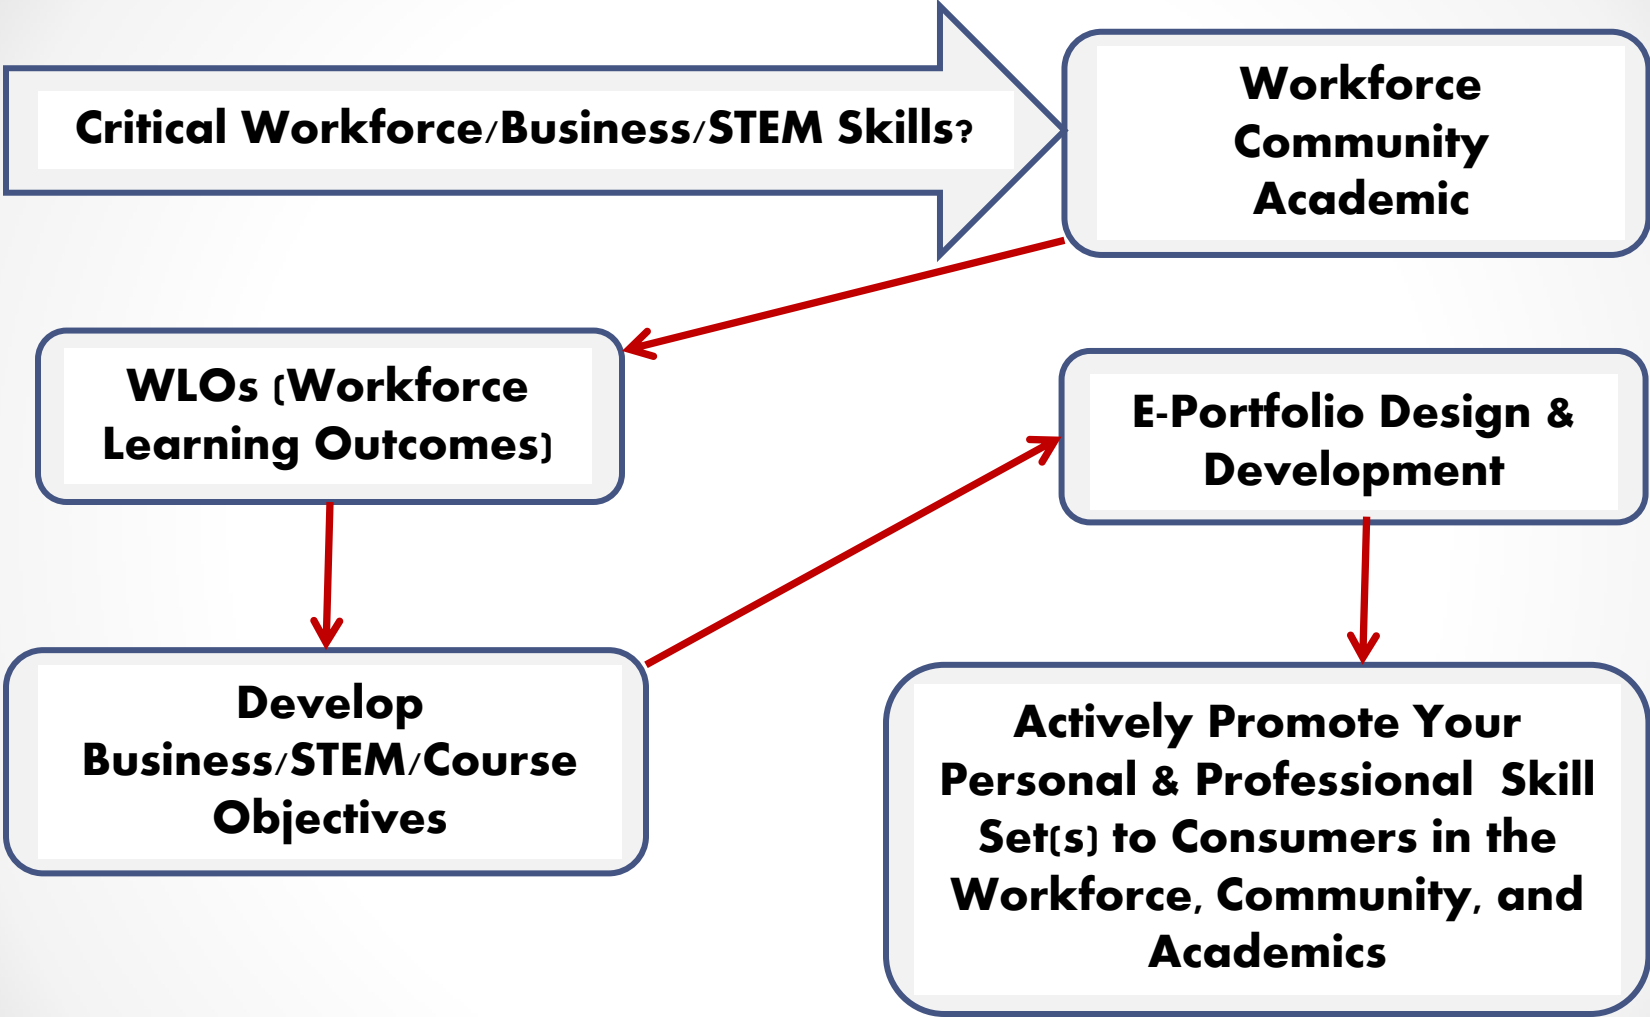 Critical Workforce/Business/STEM Skills?
Workforce
Community
Academic
WLOs (Workforce
Learning Outcomes)
Develop
Business/STEM/Course
Objectives
E-Portfolio Design &
Development
Actively Promote Your
Personal & Professional  Skill
Set(s) to Consumers in the
Workforce, Community, and
Academics